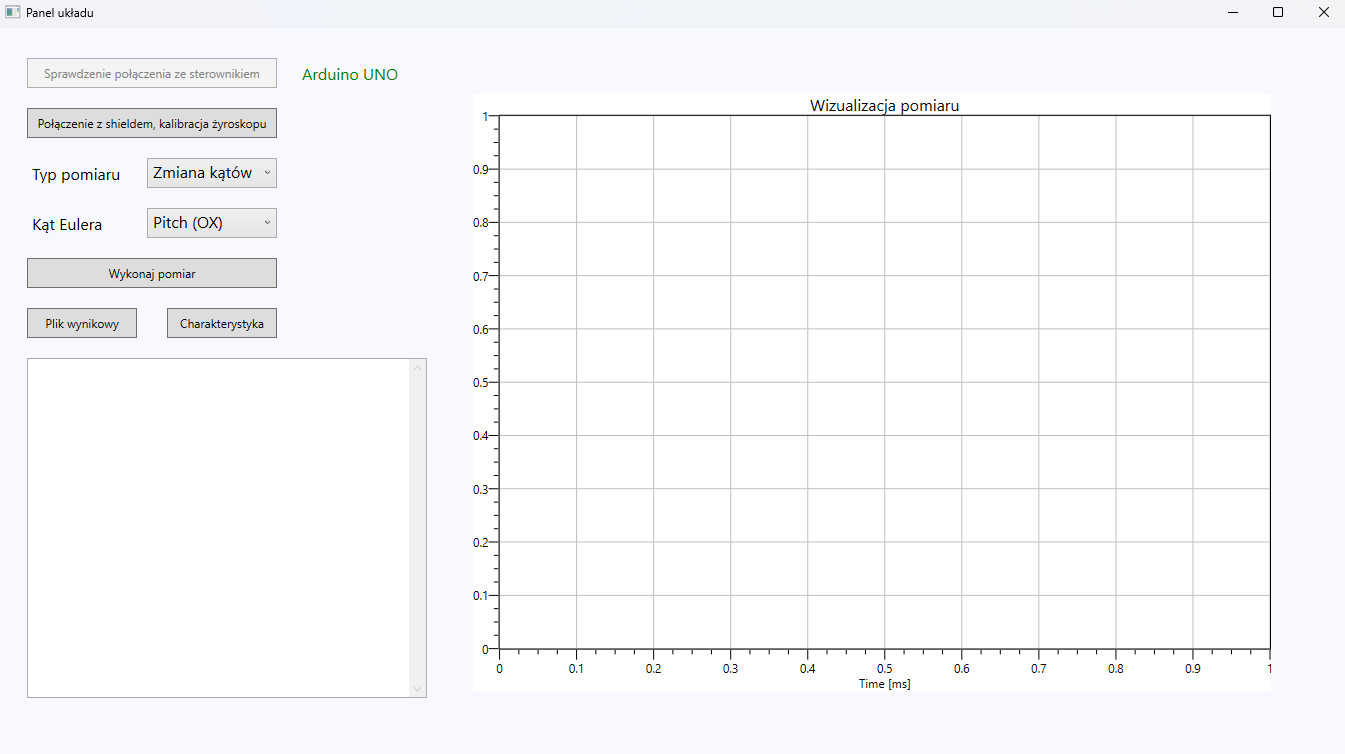 Panel układu
Sprawdzenie połączenia ze sterownikiem
Arduino UNO
Połączenie z shieldem, kalibracja żyroskopu
Typ pomiaru
Zmiana kątów
Kąt Eulera
Pitch (OX)
Wykonaj pomiar
Plik wynikowy
Charakterystyka
Wizualizacja pomiaru
1
0.9
0.8
0.7
0.6
0.5
0.4
0.3
0.2
0.1
0
0 0.1 0.2 0.3 0.4 0.5 0.6 0.7 0.8 0.9 1
Time [ms]